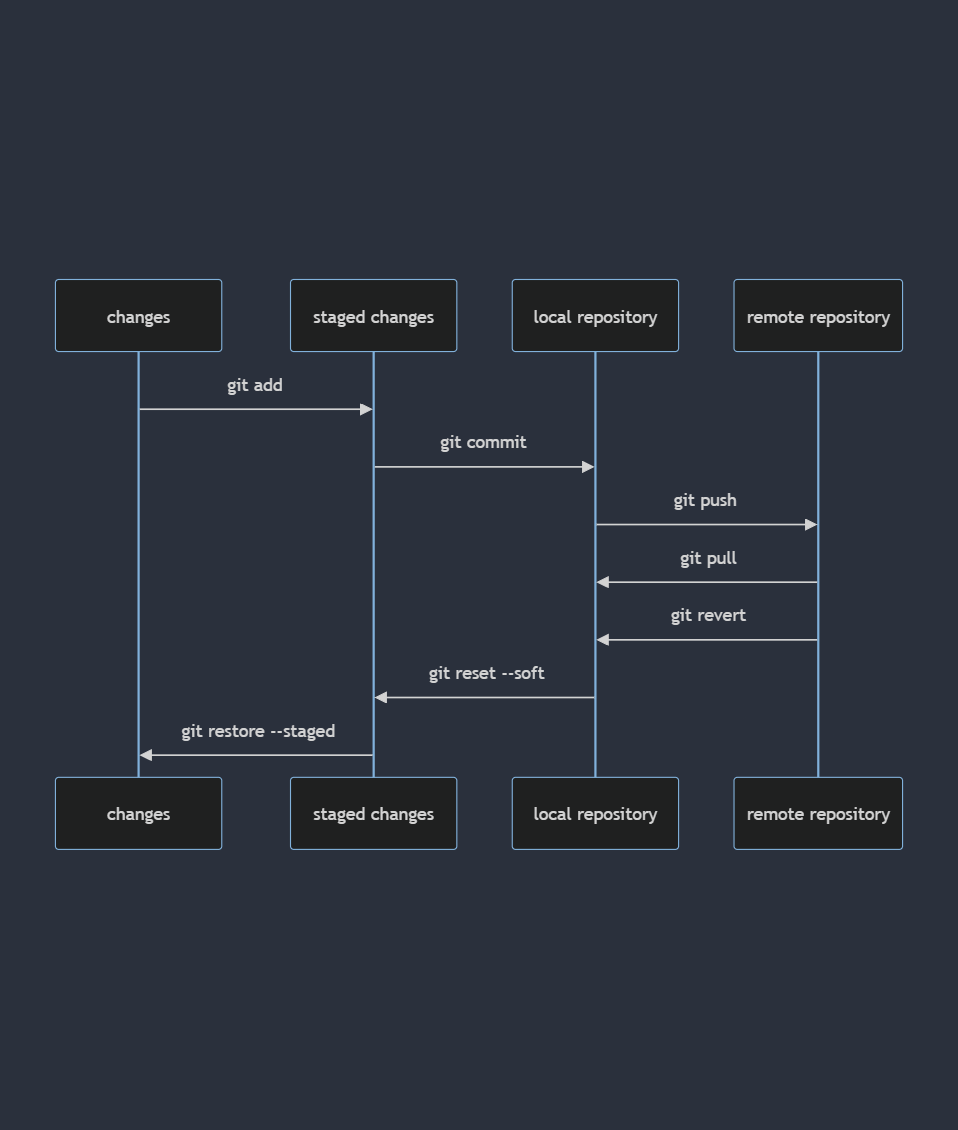 changes
staged changes
local repository
remote repository
git add
git commit
git push
git pull
git revert
git reset --soft
git restore --staged
changes
staged changes
local repository
remote repository